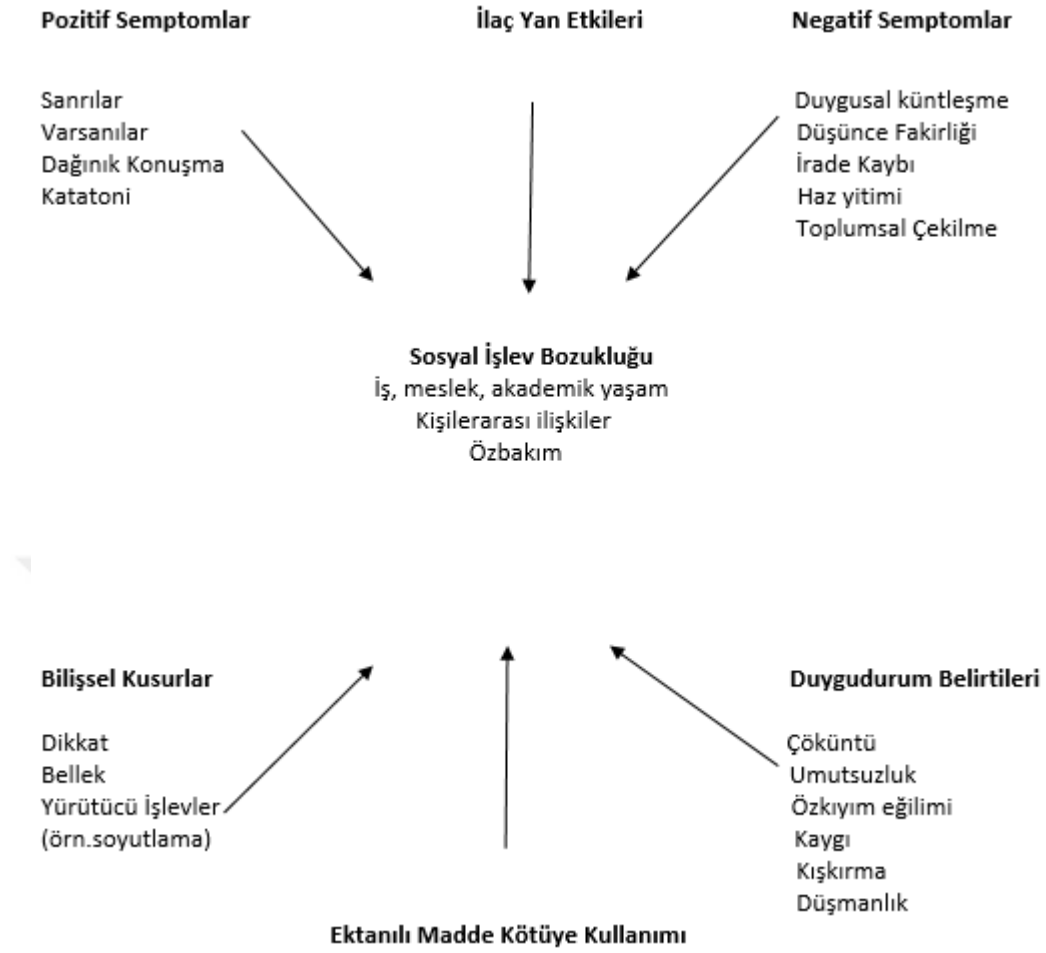 Pozitif Semptomlar
Sanrılar
Varsanılar
Dağınık Konuşma
Katatoni
İlaç Yan Etkileri
Negatif Semptomlar
Duygusal küntleşme
Düşünce Fakirliği
İrade Kaybı
Haz yitimi
Toplumsal Çekilme
Sosyal İşlev Bozukluğu
İş, meslek, akademik yaşam
Kişilerarası ilişkiler
Özbakım
Bilişsel Kusurlar
Dikkat
Bellek
Yürütücü İşlevler
(örn.soyutlama)
Duygudurum Belirtileri
Çöküntü
Umutsuzluk
Özkıyım eğilimi
Kaygı
Kışkırma
Düşmanlık
Ektanılı Madde Kötüye Kullanımı